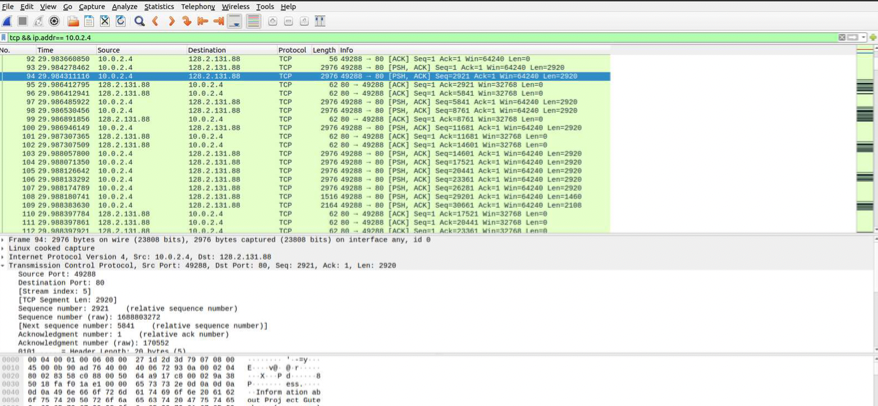 File Edit View Go Capture Analyze Statistics Telephony Wireless Tools Help
tcp && ip.addr== 10.0.2.4
No. Time Source Destination Protocol Length Info
92 29.983660850 10.0.2.4 128.2.131.88 TCP 56 49288 → 80 [ACK] Seq=1 Ack=1 Win=64240 Len=0
93 29.984278462 10.0.2.4 128.2.131.88 TCP 2976 49288 → 80 [PSH, ACK] Seq=1 Ack=1 Win=64240 Len=2920
94 29.984311116 10.0.2.4 128.2.131.88 TCP 2976 49288 → 80 [PSH, ACK] Seq=2921 Ack=1 Win=64240 Len=2920
95 29.986412795 128.2.131.88 10.0.2.4 TCP 62 80 → 49288 [ACK] Seq=1 Ack=2921 Win=32768 Len=0
96 29.986412941 128.2.131.88 10.0.2.4 TCP 62 80 → 49288 [ACK] Seq=1 Ack=5841 Win=32768 Len=0
97 29.986485922 10.0.2.4 128.2.131.88 TCP 2976 49288 → 80 [PSH, ACK] Seq=5841 Ack=1 Win=64240 Len=2920
98 29.986530456 10.0.2.4 128.2.131.88 TCP 2976 49288 → 80 [PSH, ACK] Seq=8761 Ack=1 Win=64240 Len=2920
99 29.986891856 128.2.131.88 10.0.2.4 TCP 62 80 → 49288 [ACK] Seq=1 Ack=8761 Win=32768 Len=0
100 29.986946149 10.0.2.4 128.2.131.88 TCP 2976 49288 → 80 [PSH, ACK] Seq=11681 Ack=1 Win=64240 Len=2920
101 29.987307365 128.2.131.88 10.0.2.4 TCP 62 80 → 49288 [ACK] Seq=1 Ack=11681 Win=32768 Len=0
102 29.987307509 128.2.131.88 10.0.2.4 TCP 62 80 → 49288 [ACK] Seq=1 Ack=14601 Win=32768 Len=0
103 29.988057800 10.0.2.4 128.2.131.88 TCP 2976 49288 → 80 [PSH, ACK] Seq=14601 Ack=1 Win=64240 Len=2920
104 29.988071350 10.0.2.4 128.2.131.88 TCP 2976 49288 → 80 [PSH, ACK] Seq=17521 Ack=1 Win=64240 Len=2920
105 29.988126642 10.0.2.4 128.2.131.88 TCP 2976 49288 → 80 [PSH, ACK] Seq=20441 Ack=1 Win=64240 Len=2920
106 29.988133292 10.0.2.4 128.2.131.88 TCP 2976 49288 → 80 [PSH, ACK] Seq=23361 Ack=1 Win=64240 Len=2920
107 29.988174789 10.0.2.4 128.2.131.88 TCP 2976 49288 → 80 [PSH, ACK] Seq=26281 Ack=1 Win=64240 Len=2920
108 29.988180741 10.0.2.4 128.2.131.88 TCP 1516 49288 → 80 [PSH, ACK] Seq=29201 Ack=1 Win=64240 Len=1460
109 29.988383630 10.0.2.4 128.2.131.88 TCP 2164 49288 → 80 [PSH, ACK] Seq=30661 Ack=1 Win=64240 Len=2108
110 29.988397784 128.2.131.88 10.0.2.4 TCP 62 80 → 49288 [ACK] Seq=1 Ack=17521 Win=32768 Len=0
111 29.988397861 128.2.131.88 10.0.2.4 TCP 62 80 → 49288 [ACK] Seq=1 Ack=20441 Win=32768 Len=0
112 29.988397921 128.2.131.88 10.0.2.4 TCP 62 80 → 49288 [ACK] Seq=1 Ack=23361 Win=32768 Len=0
Frame 94: 2976 bytes on wire (23808 bits), 2976 bytes captured (23808 bits) on interface any, id 0
Linux cooked capture
Internet Protocol Version 4, Src: 10.0.2.4, Dst: 128.2.131.88
Transmission Control Protocol, Src Port: 49288, Dst Port: 80, Seq: 2921, Ack: 1, Len: 2920
Source Port: 49288
Destination Port: 80
[Stream index: 5]
[TCP Segment Len: 2920]
Sequence number: 2921 (relative sequence number)
Sequence number (raw): 1688803272
[Next sequence number: 5841 (relative sequence number)]
Acknowledgment number: 1 (relative ack number)
Acknowledgment number (raw): 170552
0101 .... = Header Length: 20 bytes (5)
0000 00 04 00 01 00 06 08 00 27 1d 2d 3d 79 07 08 00 ········ '·-=y···
0010 45 00 0b 90 ad 76 40 00 40 06 72 93 0a 00 02 04 E····v@· @·r·····
0020 80 02 83 58 c0 88 00 50 64 a9 17 c8 00 02 9a 38 ···X···P d······8
0030 50 18 fa f0 1a e1 00 00 65 73 73 2e 0d 0a 0d 0a P······· ess.····
0040 0d 0a 49 6e 66 6f 72 6d 61 74 69 6f 6e 20 61 62 ··Inform ation ab
0050 6f 75 74 20 50 72 6f 6a 65 63 74 20 47 75 74 65 out Proj ect Gute